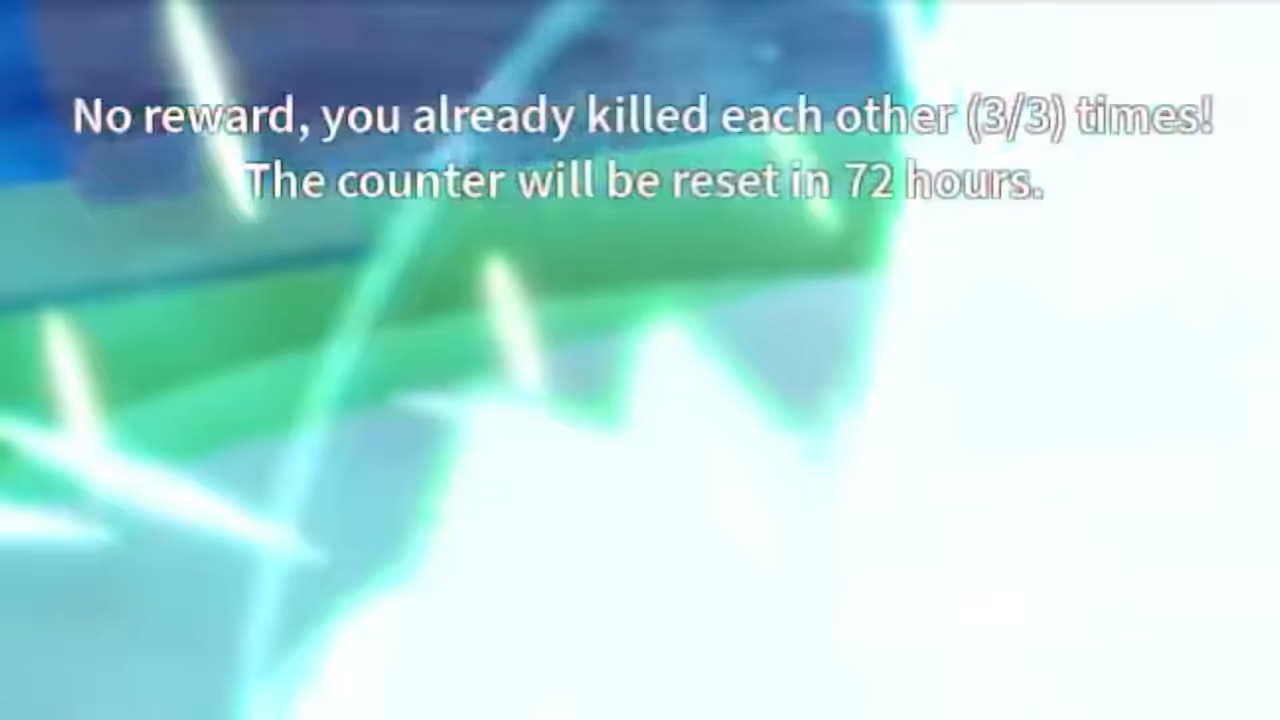 No reward, you already killed each other (3/3) times!
The counter will be reset in 72 hours.